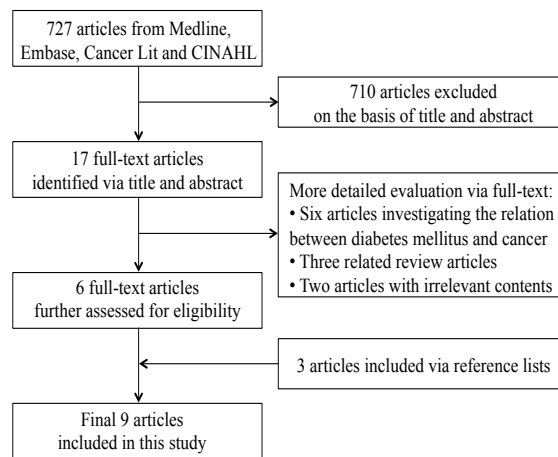 727 articles from Medline,
Embase, Cancer Lit and CINAHL
710 articles excluded
on the basis of title and abstract
17 full-text articles
identified via title and abstract
More detailed evaluation via full-text:
• Six articles investigating the relation
between diabetes mellitus and cancer
• Three related review articles
• Two articles with irrelevant contents
6 full-text articles
further assessed for eligibility
3 articles included via reference lists
Final 9 articles
included in this study